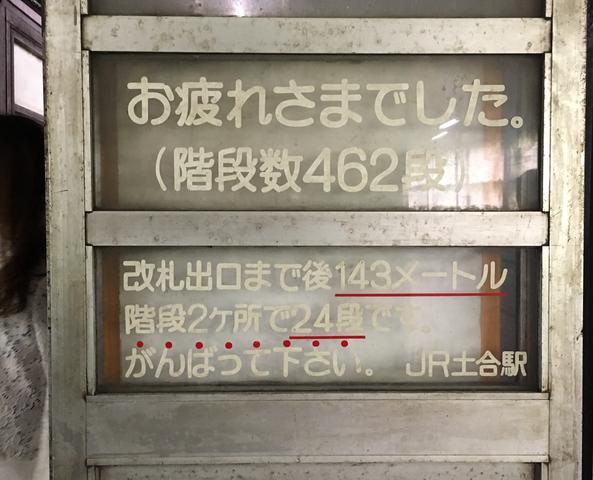 お疲れさまでした。
（階段数462段）
改札出口まで後143メートル
階段2ヶ所で24段です。
がんばって下さい。 JR土合駅